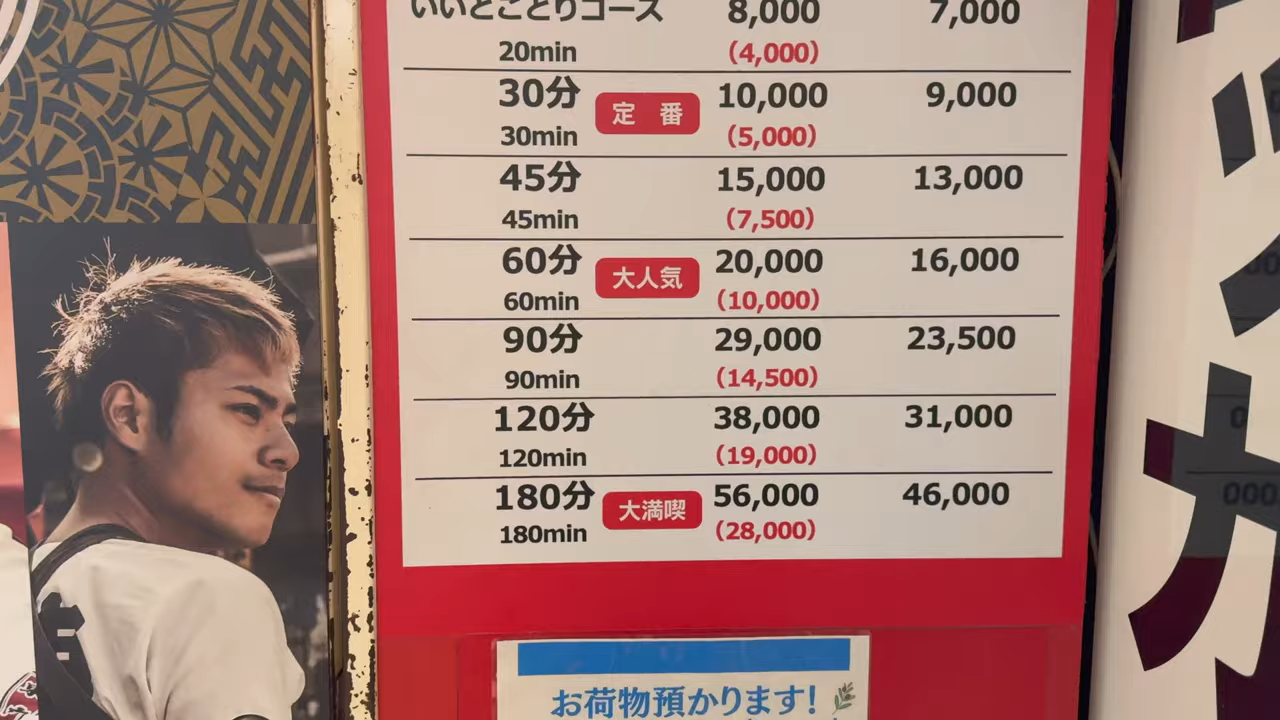 いいとこどりコース 8,000 7,000
20min (4,000)
30分 定番 10,000 9,000
30min (5,000)
45分 15,000 13,000
45min (7,500)
60分 大人気 20,000 16,000
60min (10,000)
90分 29,000 23,500
90min (14,500)
120分 38,000 31,000
120min (19,000)
180分 大満喫 56,000 46,000
180min (28,000)
お荷物預かります!